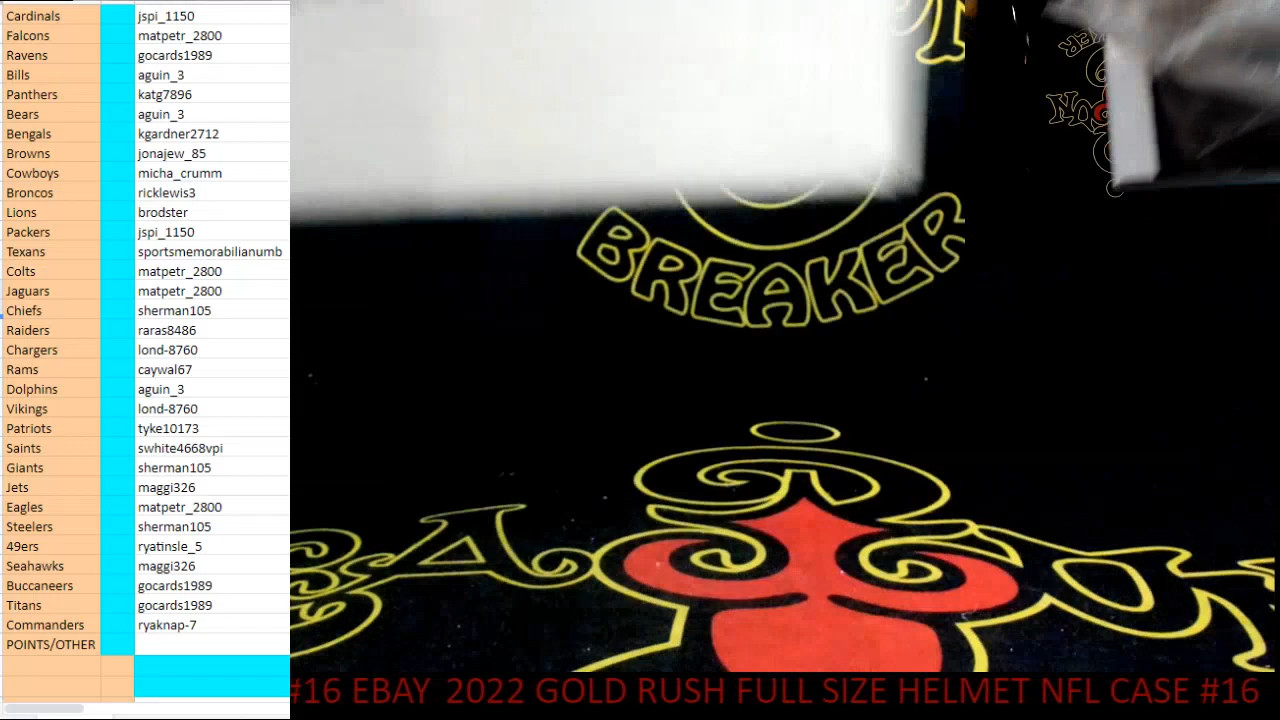 Cardinals jspi_1150
Falcons matpetr_2800
Ravens gocards1989
Bills aguin_3
Panthers katg7896
Bears aguin_3
Bengals kgardner2712
Browns jonajew_85
Cowboys micha_crumm
Broncos ricklewis3
Lions brodster
Packers jspi_1150
Texans sportsmemorabilianumb
Colts matpetr_2800
Jaguars matpetr_2800
Chiefs sherman105
Raiders raras8486
Chargers lond-8760
Rams caywal67
Dolphins aguin_3
Vikings lond-8760
Patriots tyke10173
Saints swhite4668vpi
Giants sherman105
Jets maggi326
Eagles matpetr_2800
Steelers sherman105
49ers ryatinsle_5
Seahawks maggi326
Buccaneers gocards1989
Titans gocards1989
Commanders ryaknap-7
POINTS/OTHER
BREAKER
#16 EBAY 2022 GOLD RUSH FULL SIZE HELMET NFL CASE #16